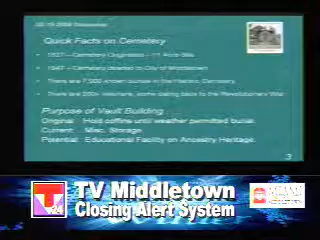 Quick Facts on Cemetery
1827 – Cemetery Originated – 11 Acre Site
Cemetery deeded to City of Middletown
There are 7,000 known burials in the Historic Cemetery
There are 200+ Veterans, some dating back to the Revolutionary War
Purpose of Vault Building
Original: Hold coffins until weather permitted burial.
Current: Misc. Storage.
Potential: Educational Facility on Ancestry Heritage.
3
TV Middletown
Closing Alert System